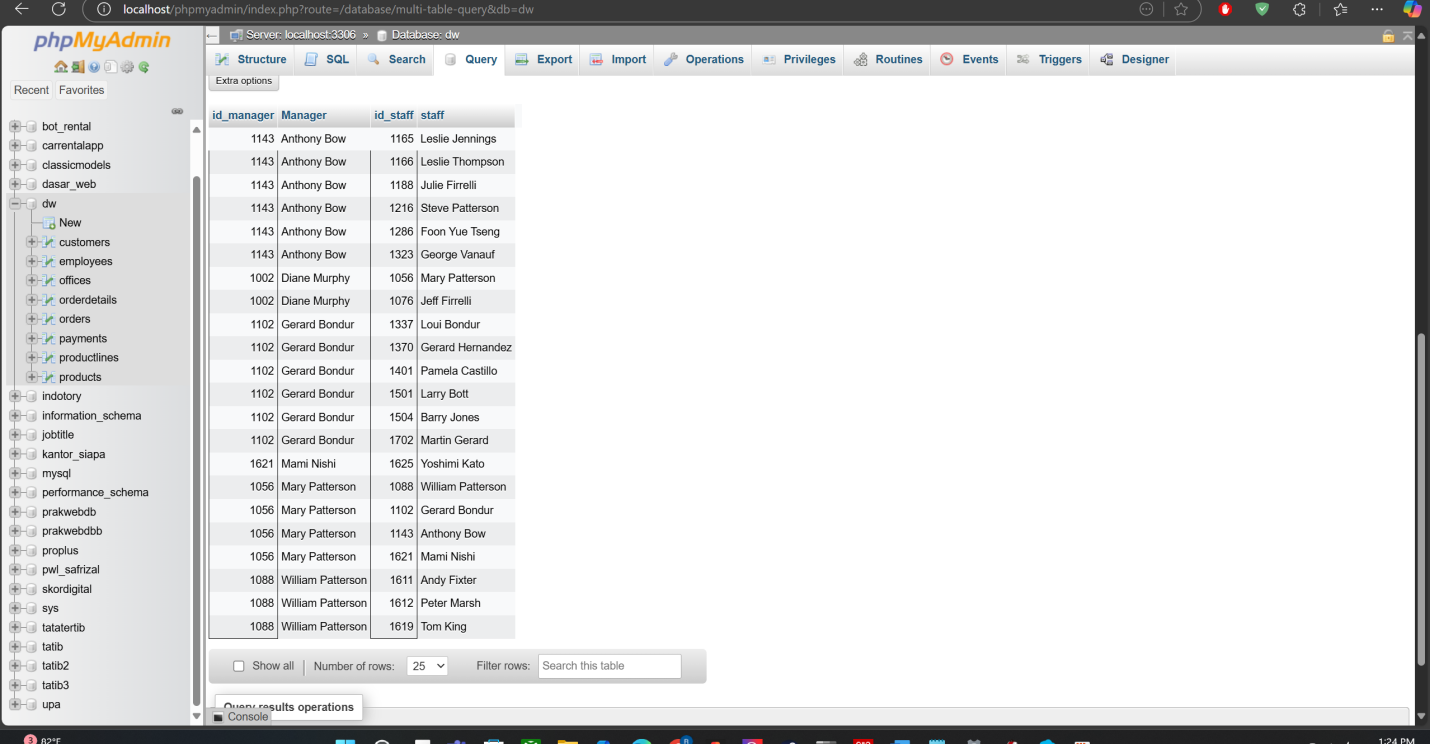 localhost/phpmyadmin/index.php?route=/database/multi-table-query&db=dw
phpMyAdmin
Recent Favorites
bot_rental
carrentalapp
classicmodels
dasar_web
dw
New
customers
employees
offices
orderdetails
orders
payments
productlines
products
indotory
information_schema
jobtitle
kantor_siapa
mysql
performance_schema
prakwebdb
prakwebdbb
proplus
pwl_safrizal
skordigital
sys
tatatertib
tatib
tatib2
tatib3
upa
Server: localhost:3306 » Database: dw
Structure SQL Search Query Export Import Operations Privileges Routines Events Triggers Designer
Extra options
id_manager Manager id_staff staff
1143 Anthony Bow 1165 Leslie Jennings
1143 Anthony Bow 1166 Leslie Thompson
1143 Anthony Bow 1188 Julie Firrelli
1143 Anthony Bow 1216 Steve Patterson
1143 Anthony Bow 1286 Foon Yue Tseng
1143 Anthony Bow 1323 George Vanauf
1002 Diane Murphy 1056 Mary Patterson
1002 Diane Murphy 1076 Jeff Firrelli
1102 Gerard Bondur 1337 Loui Bondur
1102 Gerard Bondur 1370 Gerard Hernandez
1102 Gerard Bondur 1401 Pamela Castillo
1102 Gerard Bondur 1501 Larry Bott
1102 Gerard Bondur 1504 Barry Jones
1102 Gerard Bondur 1702 Martin Gerard
1621 Mami Nishi 1625 Yoshimi Kato
1056 Mary Patterson 1088 William Patterson
1056 Mary Patterson 1102 Gerard Bondur
1056 Mary Patterson 1143 Anthony Bow
1056 Mary Patterson 1621 Mami Nishi
1088 William Patterson 1611 Andy Fixter
1088 William Patterson 1612 Peter Marsh
1088 William Patterson 1619 Tom King
Show all Number of rows: 25 Filter rows: Search this table
Query results operations
Console
3 82°F
1:24 PM